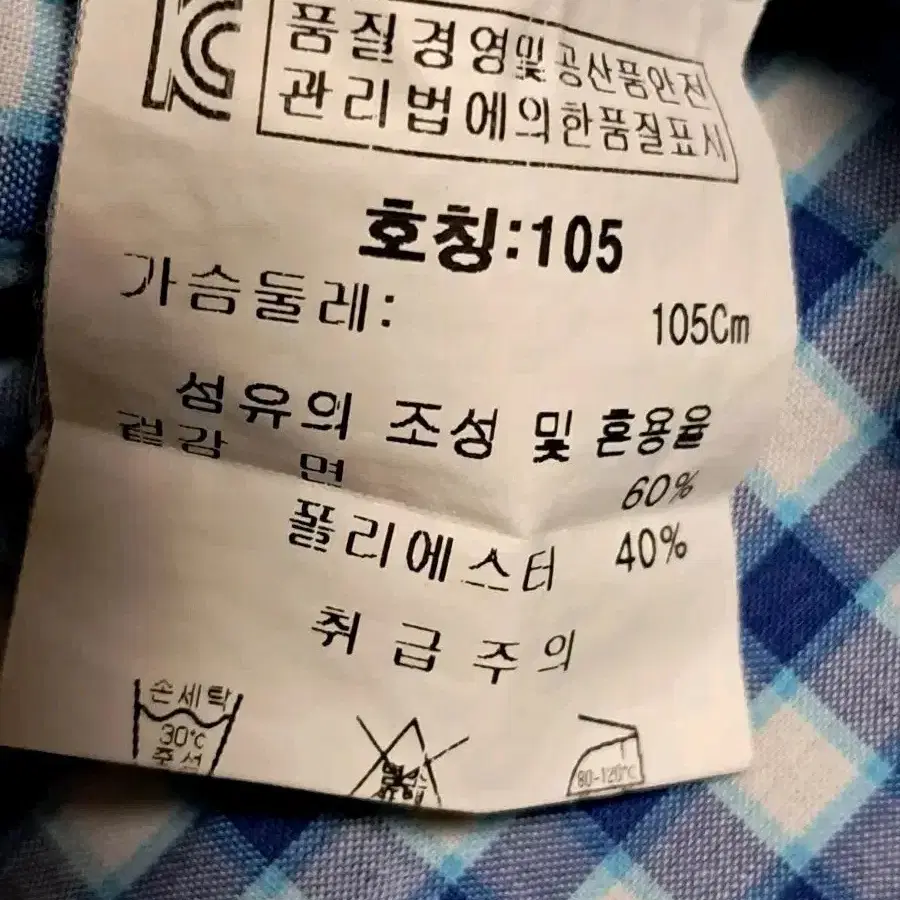 품질경영및공산품안전
관리법에의한품질표시
호칭:105
가슴둘레: 105Cm
섬유의 조성 및 혼용율
겉감 면 60%
폴리에스터 40%
취급주의
손세탁
30℃
80-120℃